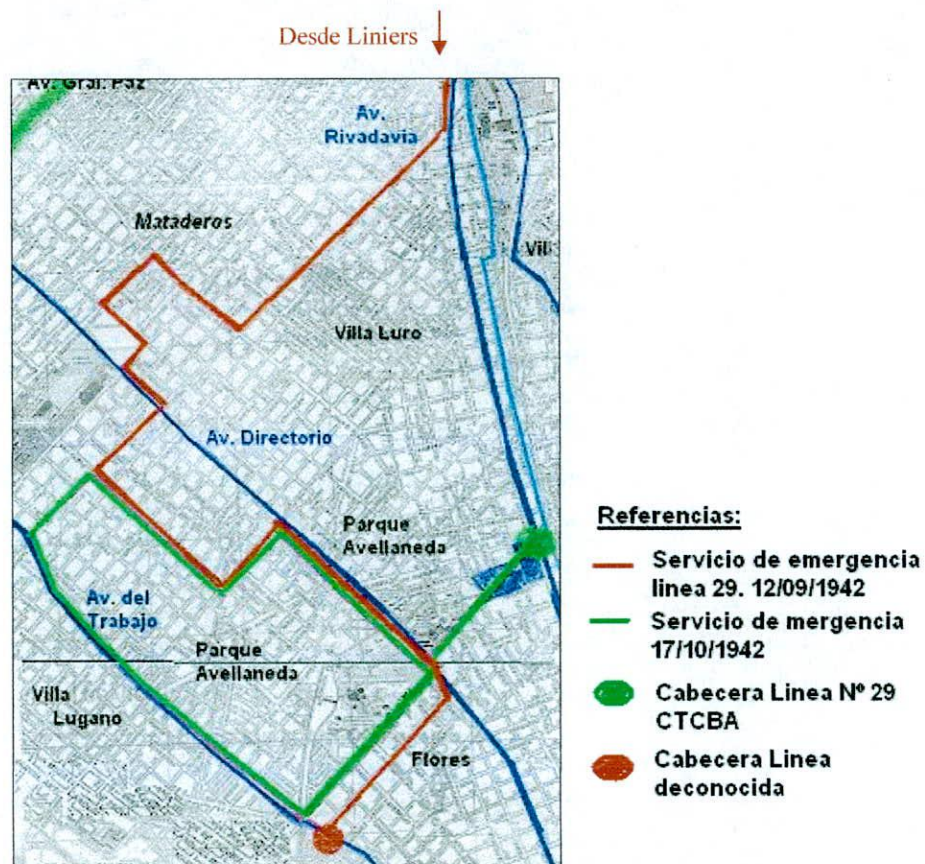 Desde Liniers
Av. Gral. Paz
Av.
Rivadavia
Mataderos
Vill
Villa Luro
Av. Directorio
Parque
Avellaneda
Av. del
Trabajo
Parque
Avellaneda
Villa
Lugano
Flores
Referencias:
Servicio de emergencia
linea 29. 12/09/1942
Servicio de mergencia
17/10/1942
Cabecera Linea Nº 29
CTCBA
Cabecera Linea
deconocida